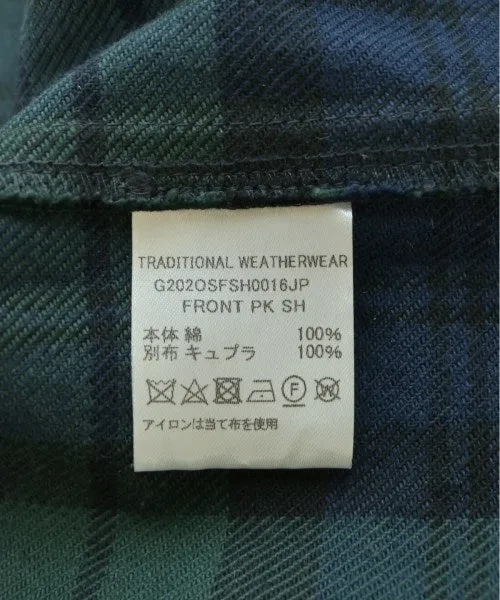 TRADITIONAL WEATHERWEAR
G202OSFSH0016JP
FRONT PK SH
本体 綿 100%
別布 キュプラ 100%
F W
アイロンは当て布を使用